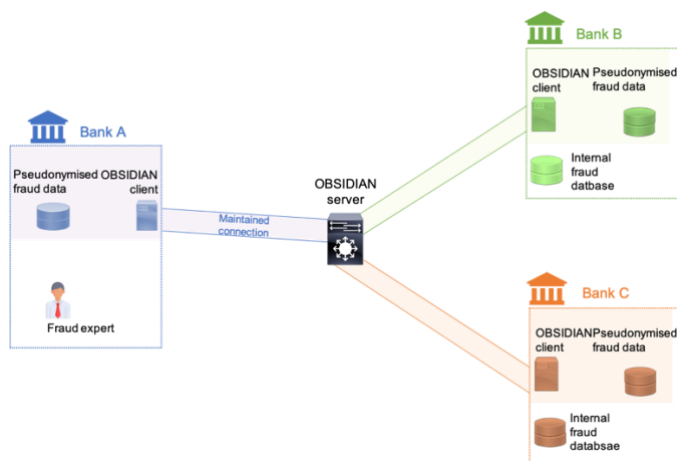 Bank A
Pseudonymised
fraud data
OBSIDIAN
client
Fraud expert
Maintained
connection
OBSIDIAN
server
Bank B
OBSIDIAN
client
Pseudonymised
fraud data
Internal
fraud
datbase
Bank C
OBSIDIAN
client
Pseudonymised
fraud data
Internal
fraud
databsae